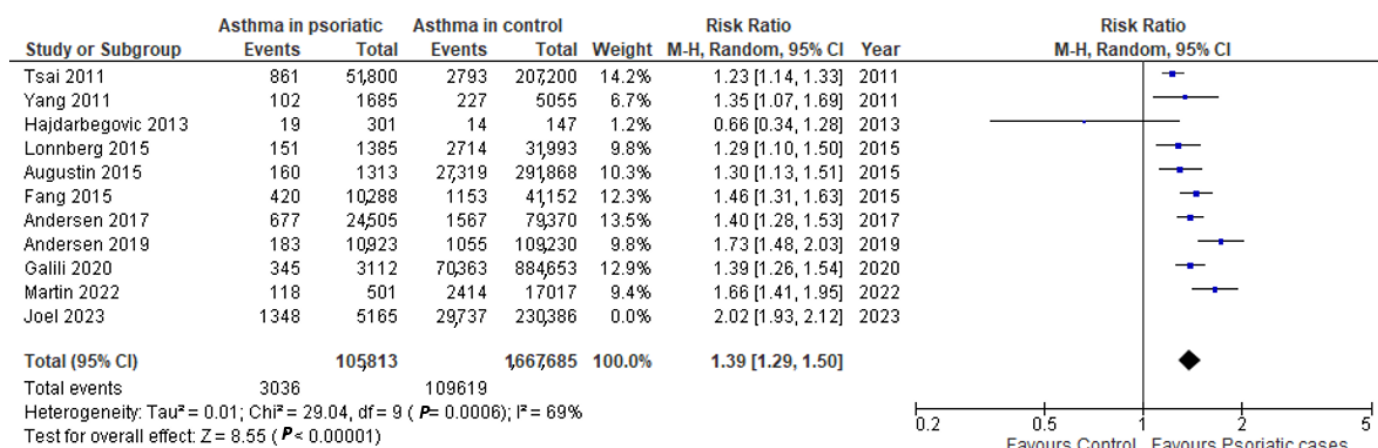 Asthma in psoriatic Asthma in control Risk Ratio Risk Ratio
Study or Subgroup Events Total Events Total Weight M-H, Random, 95% CI Year M-H, Random, 95% CI
Tsai 2011 861 51,800 2793 207,200 14.2% 1.23 [1.14, 1.33] 2011
Yang 2011 102 1685 227 5055 6.7% 1.35 [1.07, 1.69] 2011
Hajdarbegovic 2013 19 301 14 147 1.2% 0.66 [0.34, 1.28] 2013
Lonnberg 2015 151 1385 2714 31,993 9.8% 1.29 [1.10, 1.50] 2015
Augustin 2015 160 1313 27,319 291,868 10.3% 1.30 [1.13, 1.51] 2015
Fang 2015 420 10,288 1153 41,152 12.3% 1.46 [1.31, 1.63] 2015
Andersen 2017 677 24,505 1567 79,370 13.5% 1.40 [1.28, 1.53] 2017
Andersen 2019 183 10,923 1055 109,230 9.8% 1.73 [1.48, 2.03] 2019
Galili 2020 345 3112 70,363 884,653 12.9% 1.39 [1.26, 1.54] 2020
Martin 2022 118 501 2414 17017 9.4% 1.66 [1.41, 1.95] 2022
Joel 2023 1348 5165 29,737 230,386 0.0% 2.02 [1.93, 2.12] 2023
Total (95% CI) 105,813 1,667,685 100.0% 1.39 [1.29, 1.50]
Total events 3036 109619
Heterogeneity: Tau² = 0.01; Chi² = 29.04, df = 9 ( P= 0.0006); I² = 69%
Test for overall effect: Z = 8.55 ( P< 0.00001)
0.2 0.5 1 2 5
Favours Control Favours Psoriatic cases